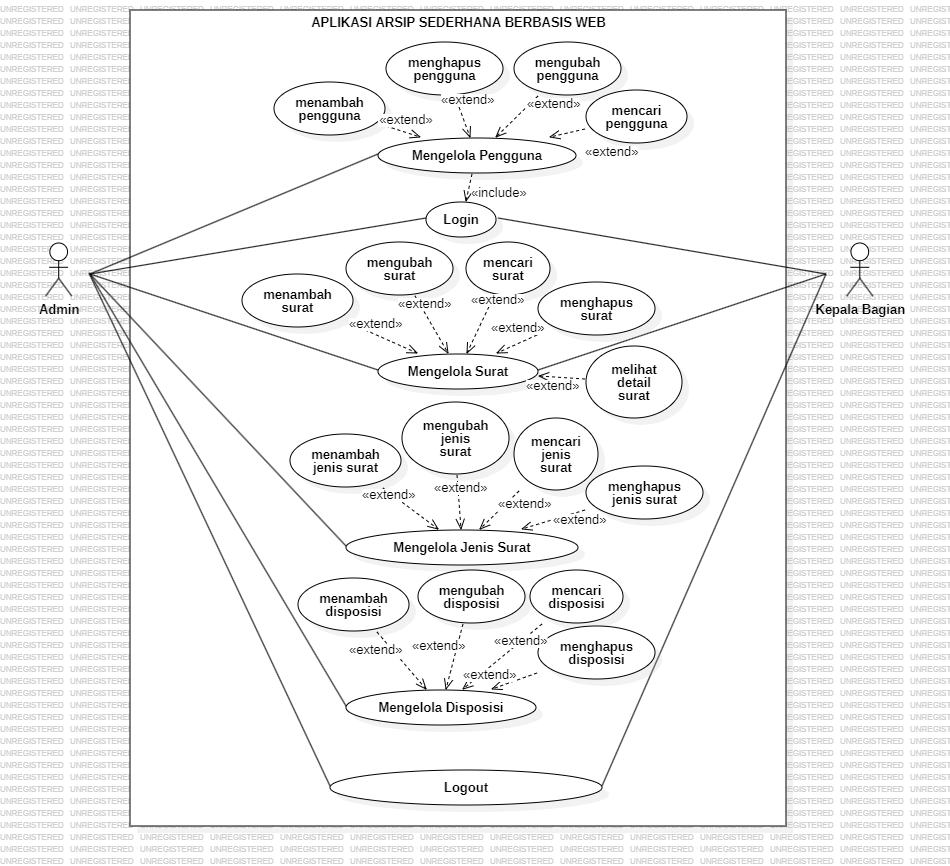 APLIKASI ARSIP SEDERHANA BERBASIS WEB
menghapus
pengguna
mengubah
pengguna
menambah
pengguna
mencari
pengguna
«extend»
«extend»
«extend»
«extend»
Mengelola Pengguna
«include»
Login
Admin
Kepala Bagian
mengubah
surat
mencari
surat
menambah
surat
menghapus
surat
«extend»
«extend»
«extend»
«extend»
Mengelola Surat
melihat
detail
surat
«extend»
mengubah
jenis
surat
mencari
jenis
surat
menambah
jenis surat
menghapus
jenis surat
«extend»
«extend»
«extend»
«extend»
Mengelola Jenis Surat
menambah
disposisi
mengubah
disposisi
mencari
disposisi
menghapus
disposisi
«extend»
«extend»
«extend»
«extend»
Mengelola Disposisi
Logout
UNREGISTERED